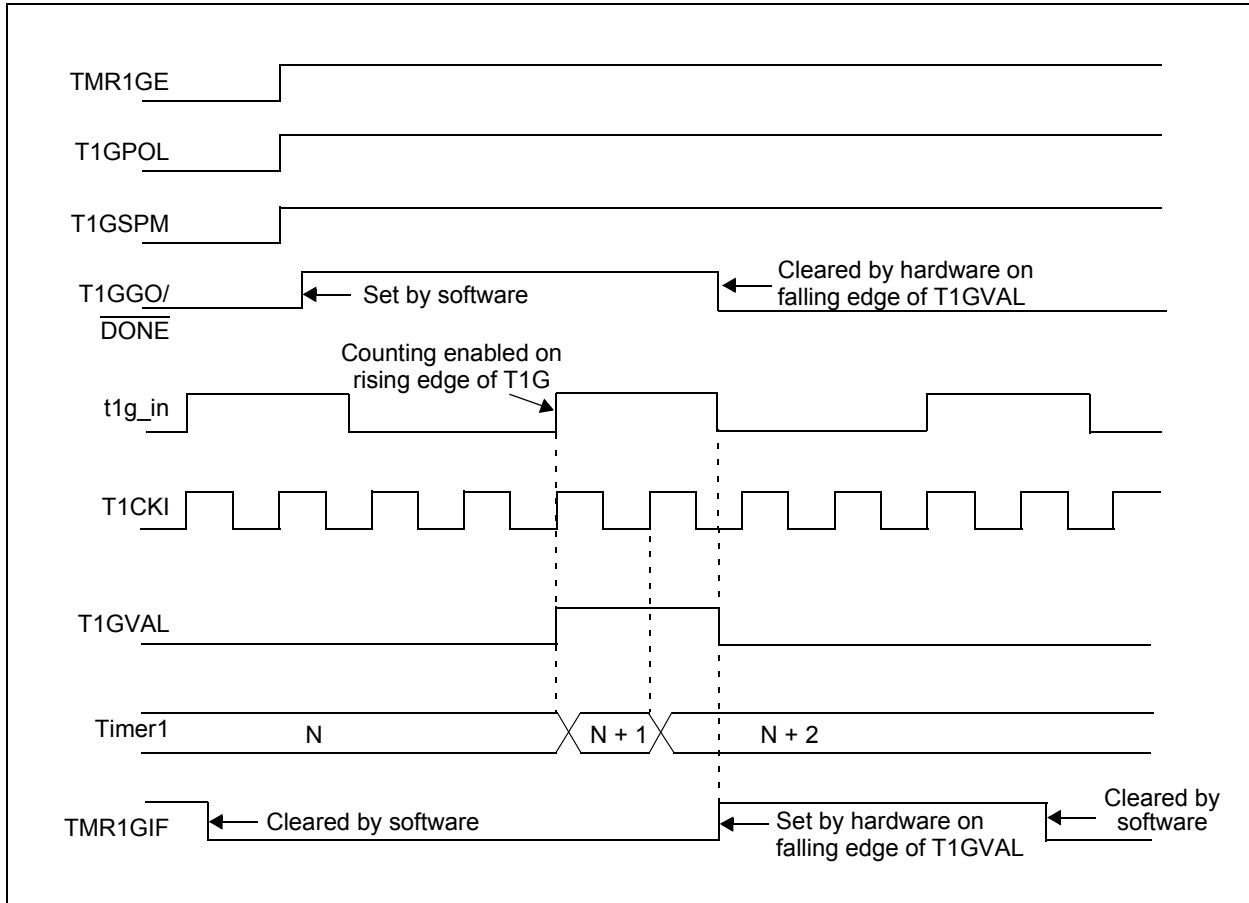 TMR1GE
T1GPOL
T1GSPM
T1GGO/
DONE
Set by software
Cleared by hardware on
falling edge of T1GVAL
Counting enabled on
rising edge of T1G
t1g_in
T1CKI
T1GVAL
Timer1
N
N + 1
N + 2
TMR1GIF
Cleared by software
Set by hardware on
falling edge of T1GVAL
Cleared by
software